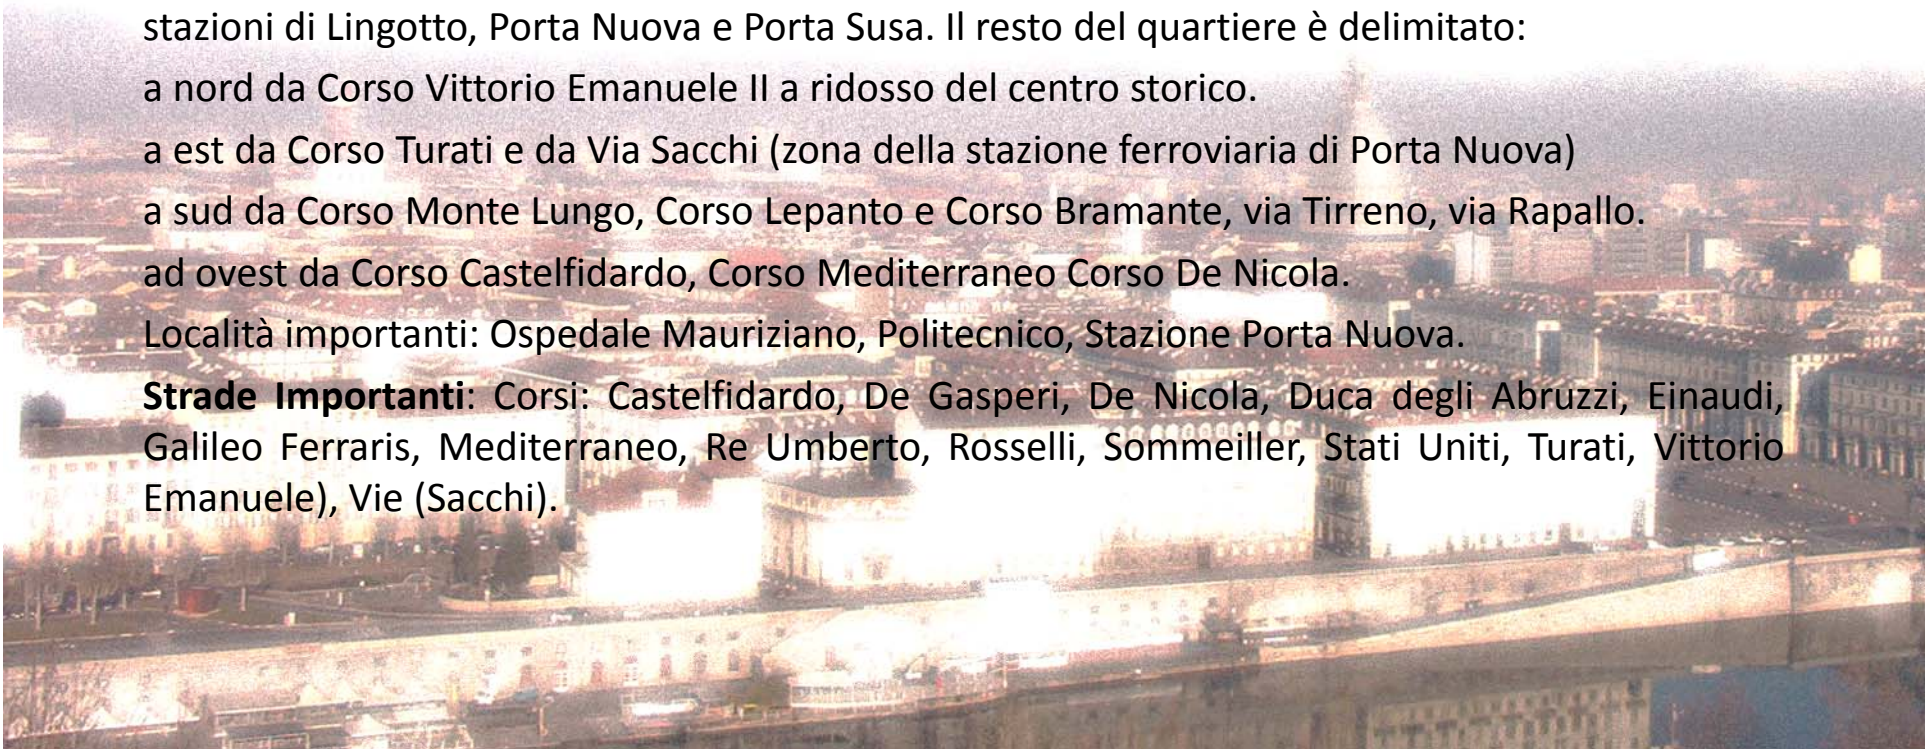 stazioni di Lingotto, Porta Nuova e Porta Susa. Il resto del quartiere è delimitato:
a nord da Corso Vittorio Emanuele II a ridosso del centro storico.
a est da Corso Turati e da Via Sacchi (zona della stazione ferroviaria di Porta Nuova)
a sud da Corso Monte Lungo, Corso Lepanto e Corso Bramante, via Tirreno, via Rapallo.
ad ovest da Corso Castelfidardo, Corso Mediterraneo Corso De Nicola.
Località importanti: Ospedale Mauriziano, Politecnico, Stazione Porta Nuova.
Strade Importanti: Corsi: Castelfidardo, De Gasperi, De Nicola, Duca degli Abruzzi, Einaudi,
Galileo Ferraris, Mediterraneo, Re Umberto, Rosselli, Sommeiller, Stati Uniti, Turati, Vittorio
Emanuele), Vie (Sacchi).